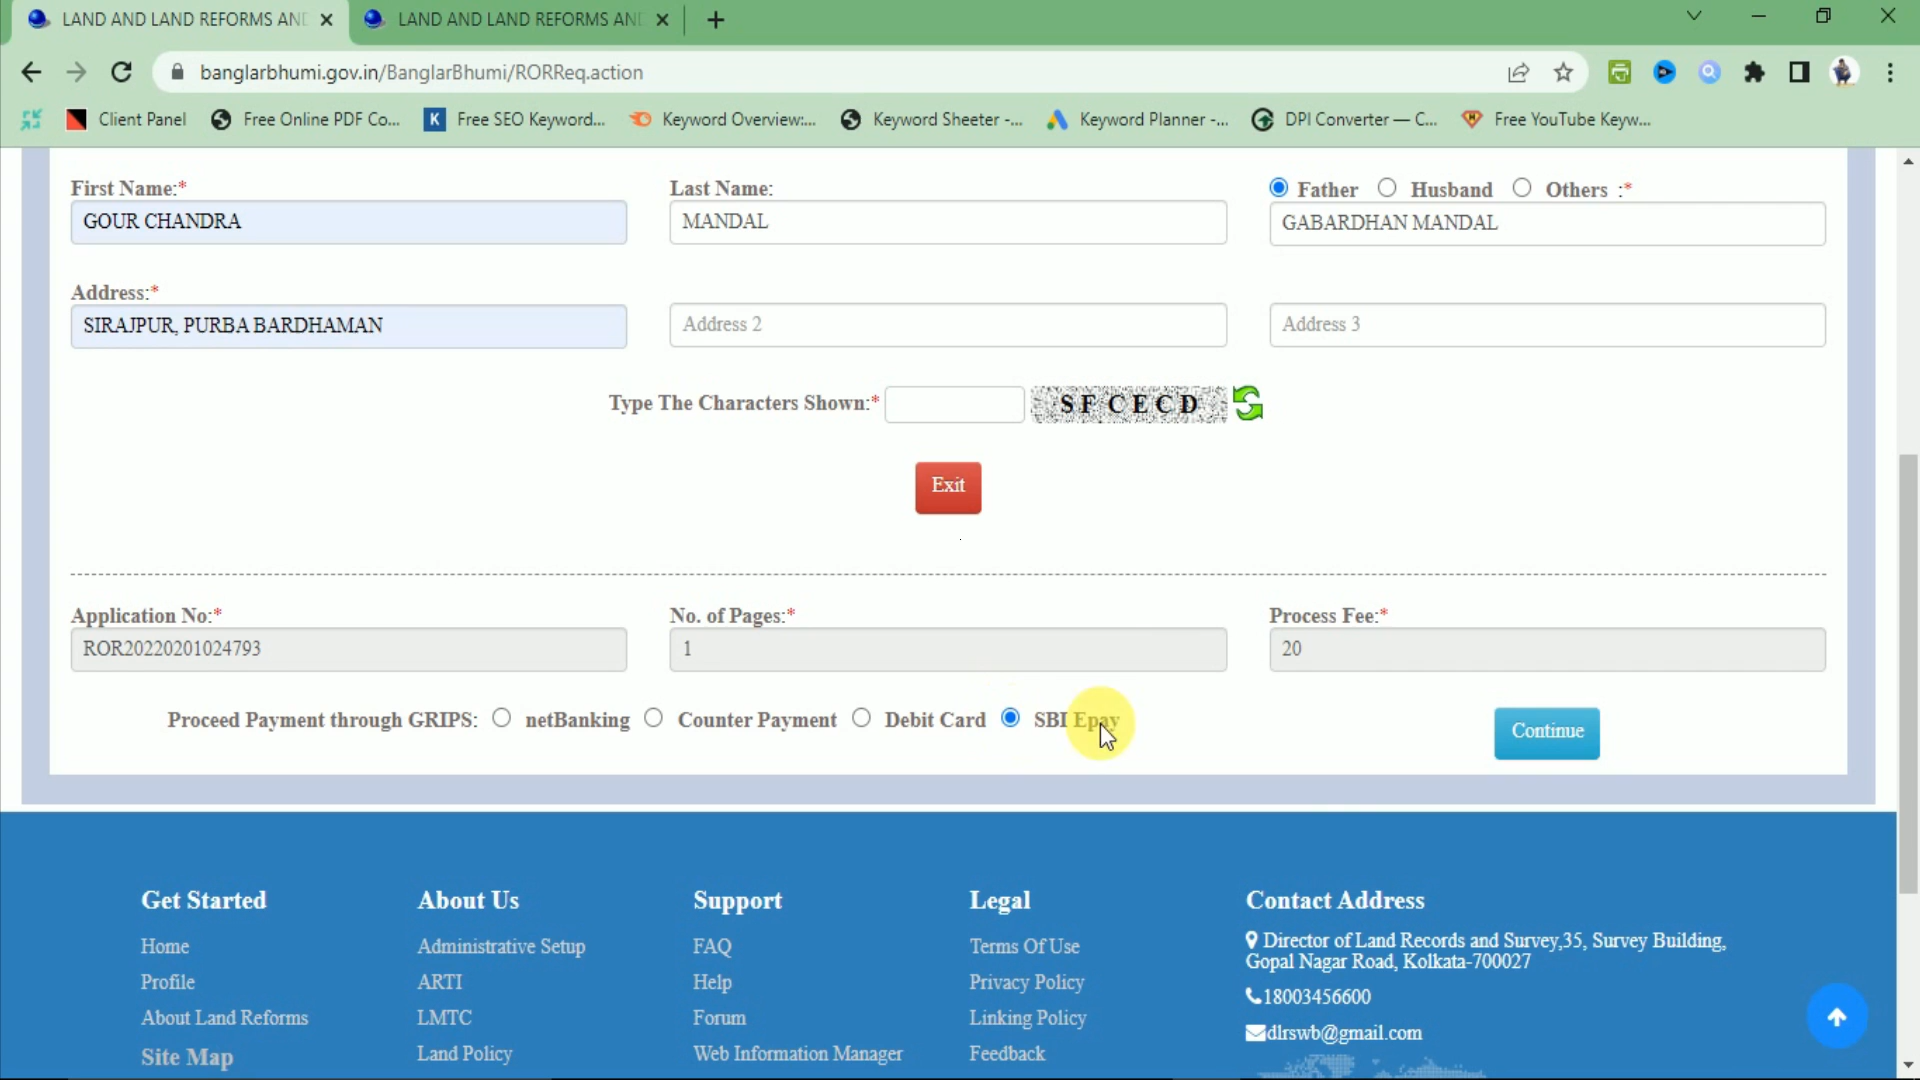 LAND AND LAND REFORMS AND
LAND AND LAND REFORMS AND
banglarbhumi.gov.in/BanglarBhumi/RORReq.action
Client Panel
Free Online PDF Co...
K
Free SEO Keyword...
Keyword Overview:...
Keyword Sheeter -...
Keyword Planner -...
DPI Converter — C...
Free YouTube Keyw...
First Name:*
Last Name:
Father Husband Others :*
GOUR CHANDRA
MANDAL
GABARDHAN MANDAL
Address:*
SIRAJPUR, PURBA BARDHAMAN
Address 2
Address 3
Type The Characters Shown:*
SFCECD
Exit
Application No:*
No. of Pages:*
Process Fee:*
ROR20220201024793
1
20
Proceed Payment through GRIPS: netBanking Counter Payment Debit Card SBI Epay
Continue
Get Started
Home
Profile
About Land Reforms
Site Map
About Us
Administrative Setup
ARTI
LMTC
Land Policy
Support
FAQ
Help
Forum
Web Information Manager
Legal
Terms Of Use
Privacy Policy
Linking Policy
Feedback
Contact Address
Director of Land Records and Survey,35, Survey Building,
Gopal Nagar Road, Kolkata-700027
18003456600
dlrswb@gmail.com